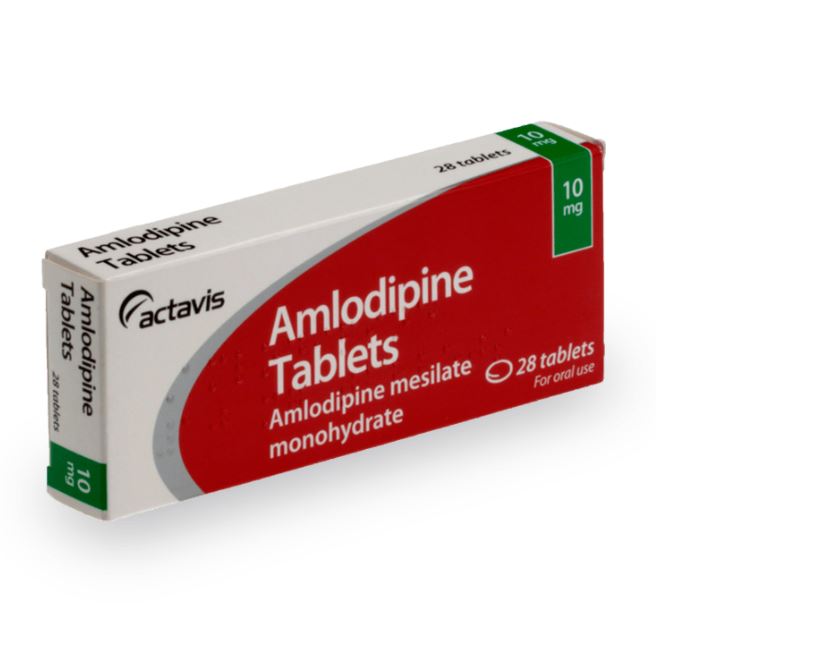 Amlodipine
Tablets
28 tablets
10
mg
10
mg
actavis
Amlodipine
Tablets
Amlodipine mesilate
monohydrate
28 tablets
For oral use
Amlodipine
Tablets
28 tablets
10
mg